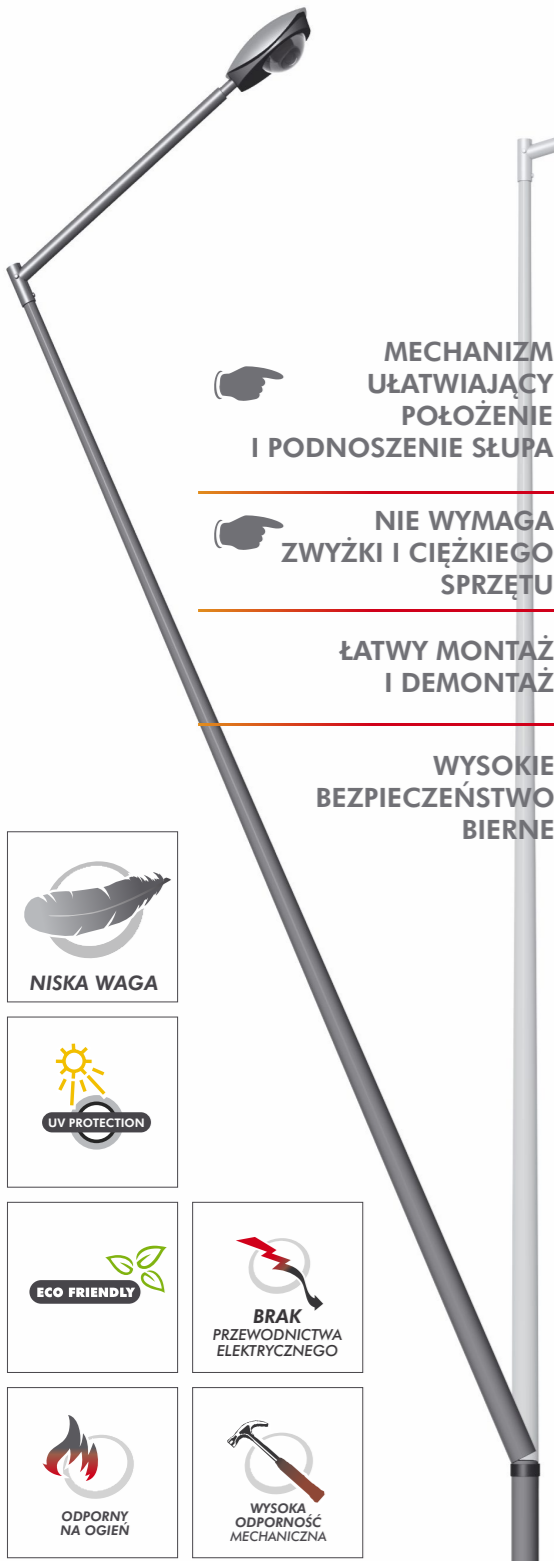 MECHANIZM
UŁATWIAJĄCY
POŁOŻENIE
I PODNOSZENIE SŁUPA
NIE WYMAGA
ZWYŻKI I CIĘŻKIEGO
SPRZĘTU
ŁATWY MONTAŻ
I DEMONTAŻ
WYSOKIE
BEZPIECZEŃSTWO
BIERNE
NISKA WAGA
UV PROTECTION
ECO FRIENDLY
BRAK
PRZEWODNICTWA
ELEKTRYCZNEGO
ODPORNY
NA OGIEŃ
WYSOKA
ODPORNOŚĆ
MECHANICZNA